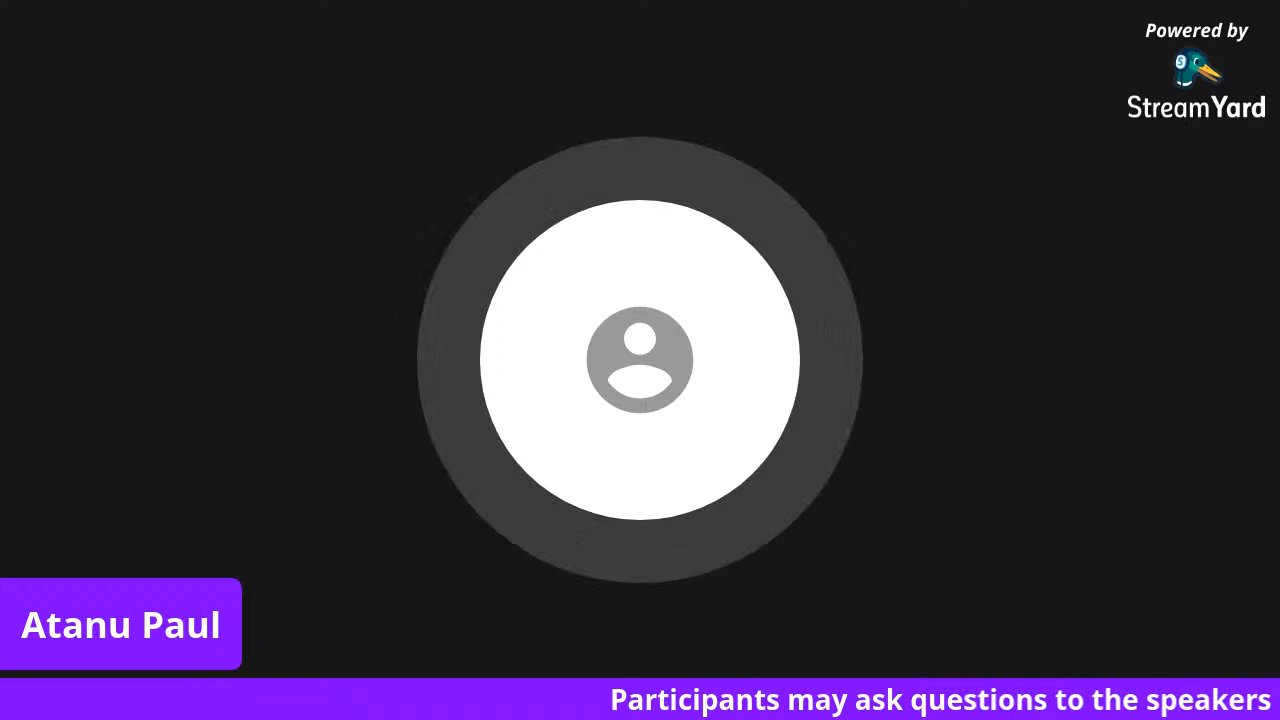 Powered by
StreamYard
Atanu Paul
Participants may ask questions to the speakers